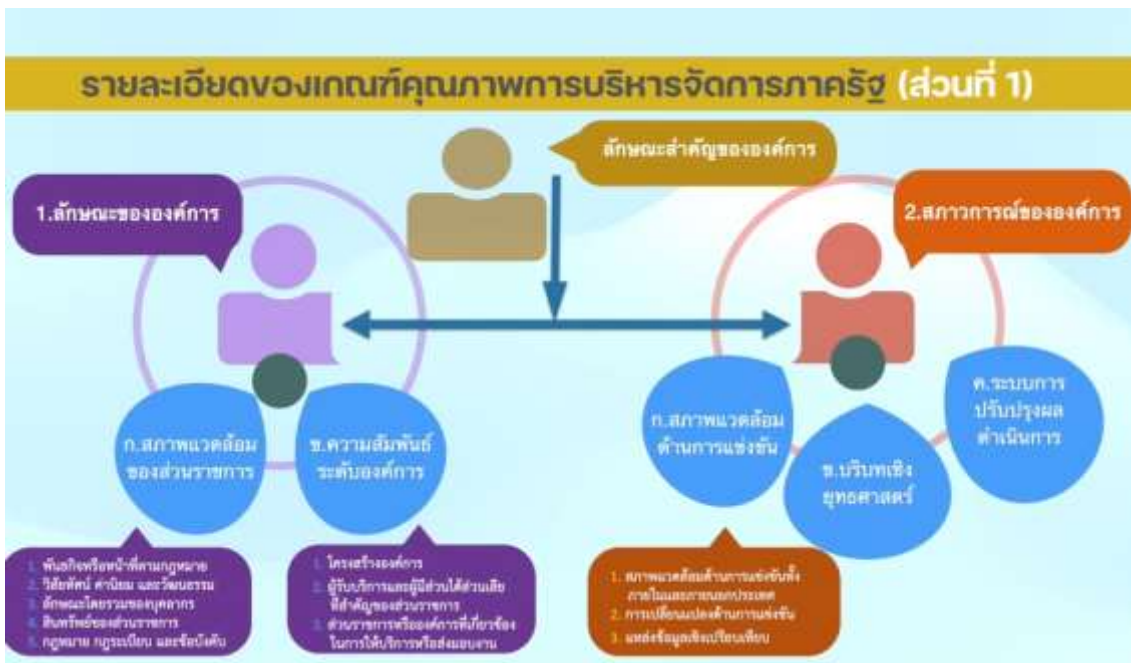 รายละเอียดของเกณฑ์คุณภาพการบริหารจัดการภาครัฐ (ส่วนที่ 1)
ลักษณะสำคัญขององค์การ
1.ลักษณะขององค์การ
2.สภาวการณ์ขององค์การ
ก.สภาพแวดล้อม
ของส่วนราชการ
ข.ความสัมพันธ์
ระดับองค์การ
ก.สภาพแวดล้อม
ด้านการแข่งขัน
ข.บริบทเชิง
ยุทธศาสตร์
ค.ระบบการ
ปรับปรุงผล
ดำเนินการ
1. พันธกิจหรือหน้าที่ตามกฎหมาย
2. วิสัยทัศน์ ค่านิยม และวัฒนธรรม
3. ลักษณะโดยรวมของบุคลากร
4. สินทรัพย์ของส่วนราชการ
5. กฎหมาย กฎระเบียบ และข้อบังคับ
1. โครงสร้างองค์การ
2. ผู้รับบริการและผู้มีส่วนได้ส่วนเสีย
ที่สำคัญของส่วนราชการ
3. ส่วนราชการหรือองค์การที่เกี่ยวข้อง
ในการให้บริการหรือส่งมอบงาน
1. สภาพแวดล้อมด้านการแข่งขันทั้ง
ภายในและภายนอกประเทศ
2. การเปลี่ยนแปลงด้านการแข่งขัน
3. แหล่งข้อมูลเชิงเปรียบเทียบ